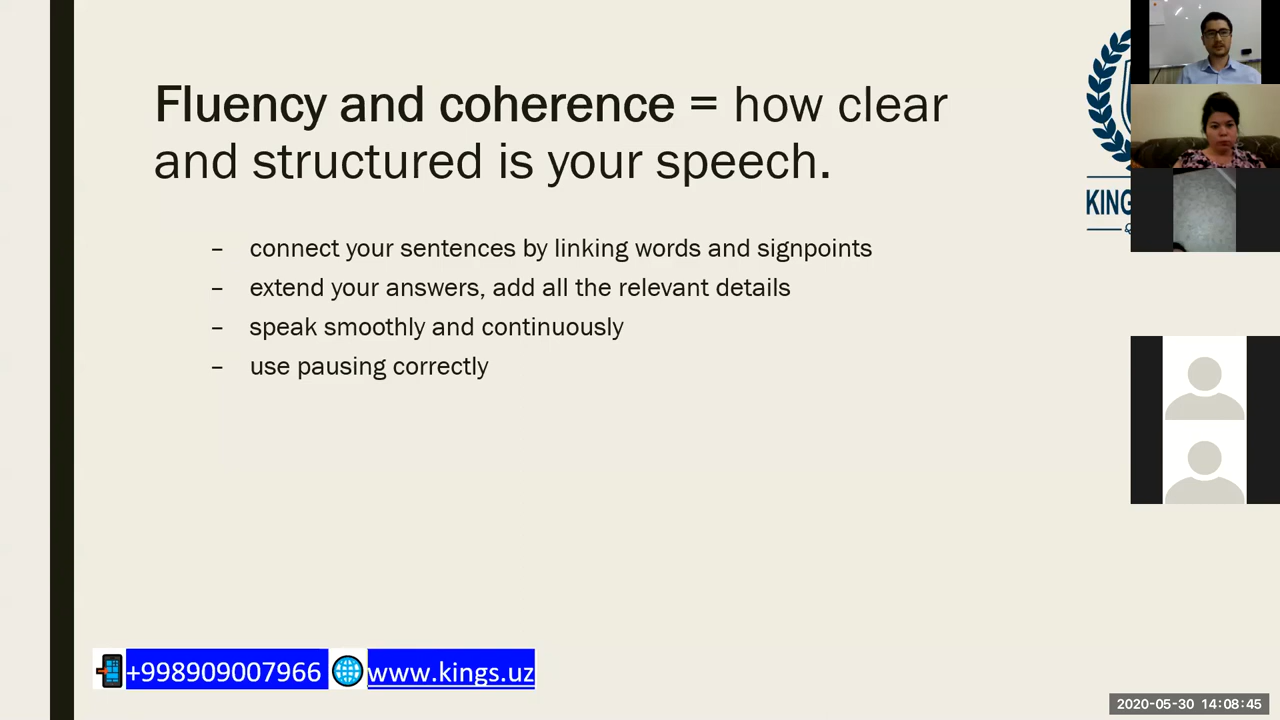 Fluency and coherence = how clear
and structured is your speech.
– connect your sentences by linking words and signpoints
– extend your answers, add all the relevant details
– speak smoothly and continuously
– use pausing correctly
KING
+998909007966 www.kings.uz
2020-05-30 14:08:45